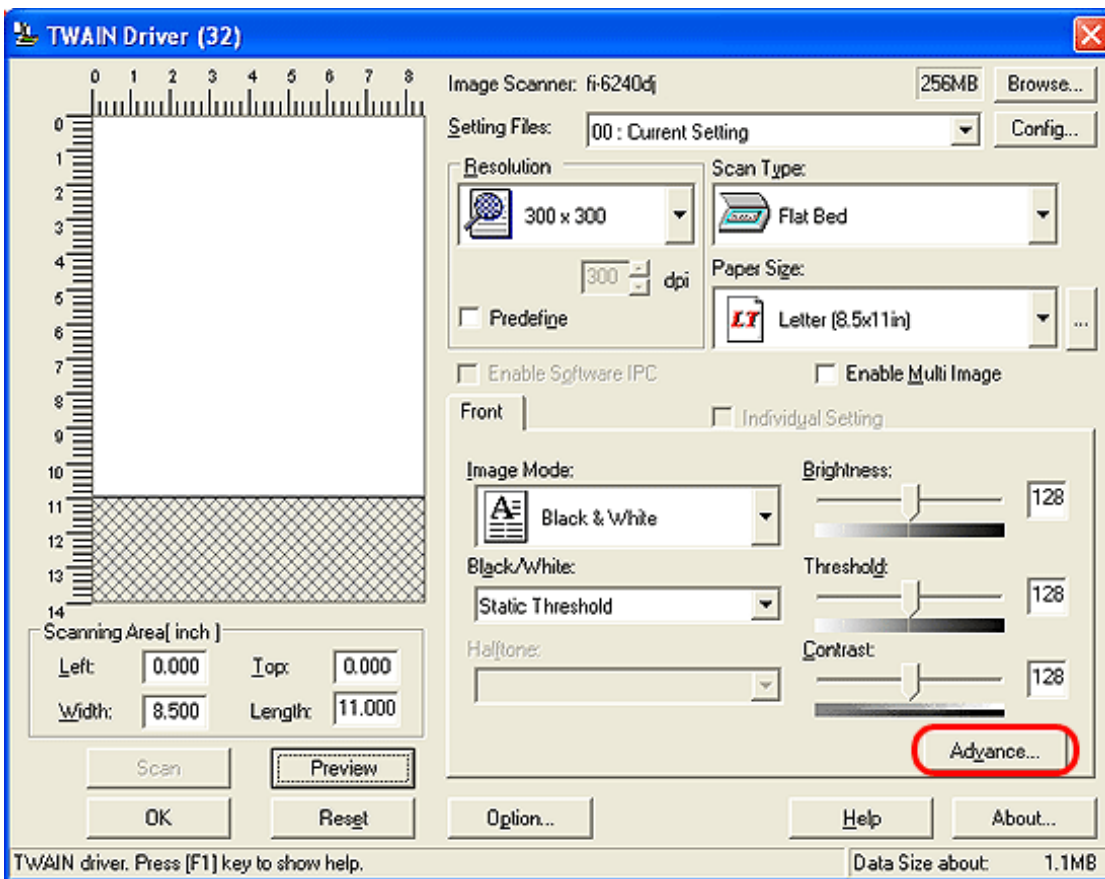 TWAIN Driver (32)
0 1 2 3 4 5 6 7 8
0
1
2
3
4
5
6
7
8
9
10
11
12
13
14
Image Scanner: fi-6240dj 256MB Browse...
Setting Files: 00 : Current Setting Config...
Resolution
300 x 300
300 dpi
Predefine
Scan Type:
Flat Bed
Paper Size:
LT Letter (8.5x11in) ...
Enable Software IPC Enable Multi Image
Front Individual Setting
Image Mode:
A Black & White
Black/White:
Static Threshold
Halftone:
Brightness:
128
Threshold:
128
Contrast:
128
Advance...
Scanning Area[ inch ]
Left: 0.000 Top: 0.000
Width: 8.500 Length: 11.000
Scan Preview
OK Reset Option... Help About...
TWAIN driver. Press [F1] key to show help. Data Size about: 1.1MB